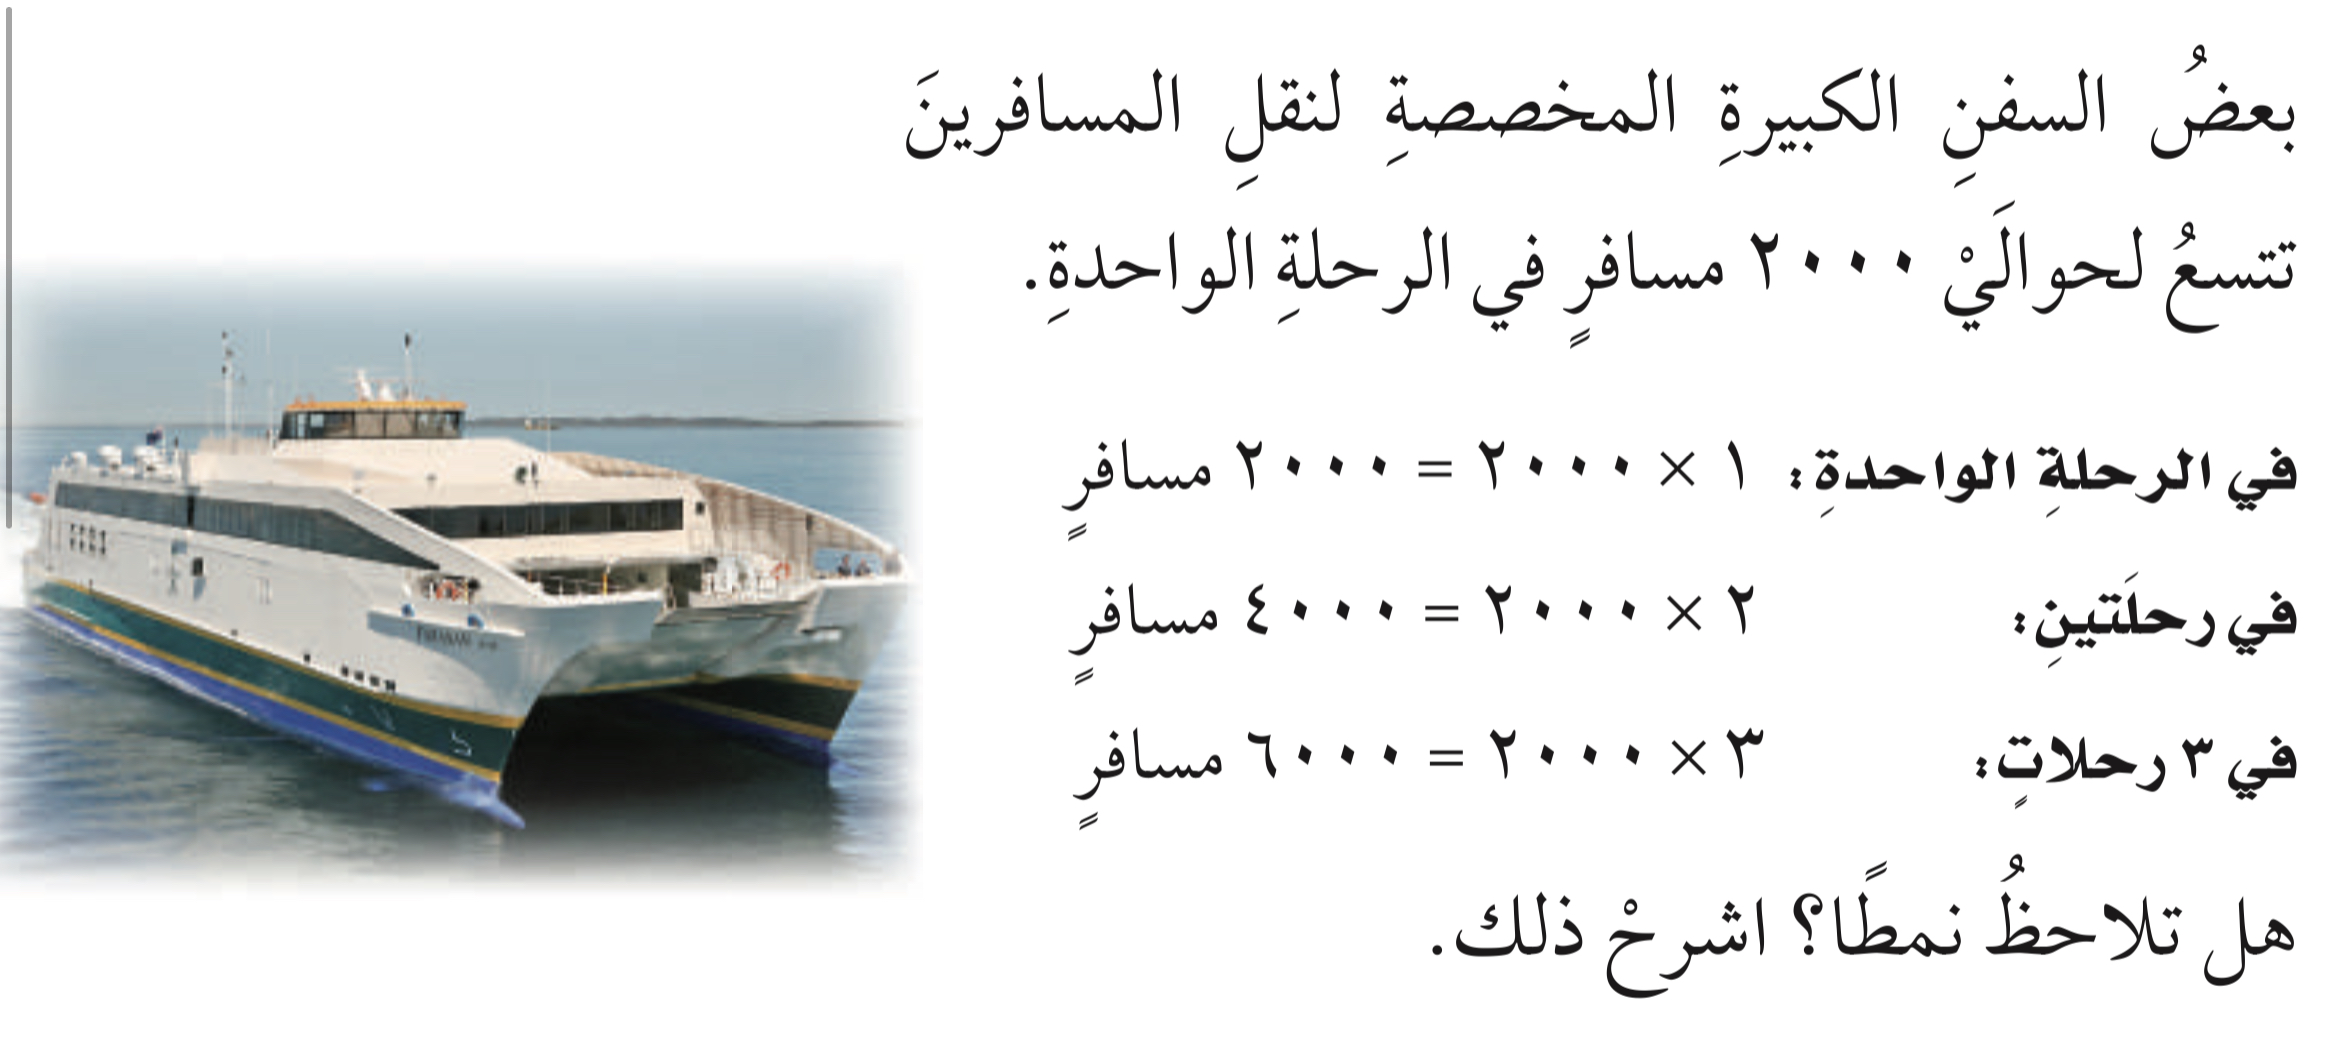 بعضُ السفنِ الكبيرةِ المخصصةِ لنقلِ المسافرينَ
تتسعُ لحوالَيْ ٢٠٠٠ مسافرٍ في الرحلةِ الواحدةِ.
في الرحلةِ الواحدةِ: ١ × ٢٠٠٠ = ٢٠٠٠ مسافرٍ
في رحلَتينِ: ٢ × ٢٠٠٠ = ٤٠٠٠ مسافرٍ
في ٣ رحلاتٍ: ٣ × ٢٠٠٠ = ٦٠٠٠ مسافرٍ
هل تلاحظُ نمطًا؟ اشرحْ ذلك.